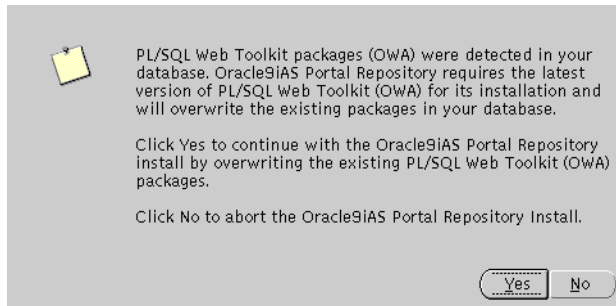 PL/SQL Web Toolkit packages (OWA) were detected in your
database. Oracle9iAS Portal Repository requires the latest
version of PL/SQL Web Toolkit (OWA) for its installation and
will overwrite the existing packages in your database.
Click Yes to continue with the Oracle9iAS Portal Repository
install by overwriting the existing PL/SQL Web Toolkit (OWA)
packages.
Click No to abort the Oracle9iAS Portal Repository Install.
Yes No